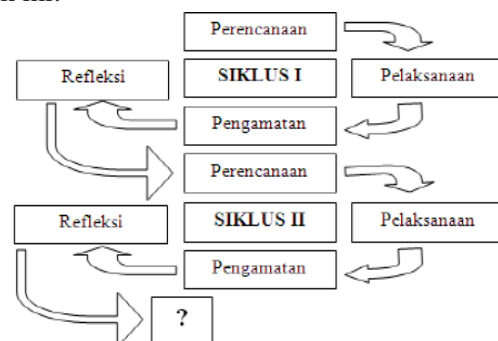 Perencanaan
Refleksi
SIKLUS I
Pelaksanaan
Pengamatan
Perencanaan
Refleksi
SIKLUS II
Pelaksanaan
Pengamatan
?